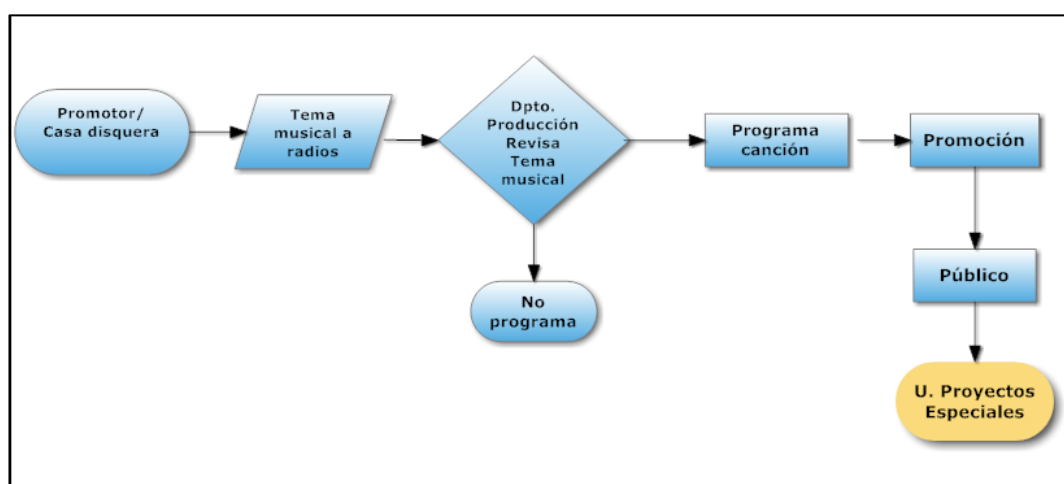 Promotor/
Casa disquera
Tema
musical a
radios
Dpto.
Producción
Revisa
Tema
musical
Programa
canción
Promoción
No
programa
Público
U. Proyectos
Especiales